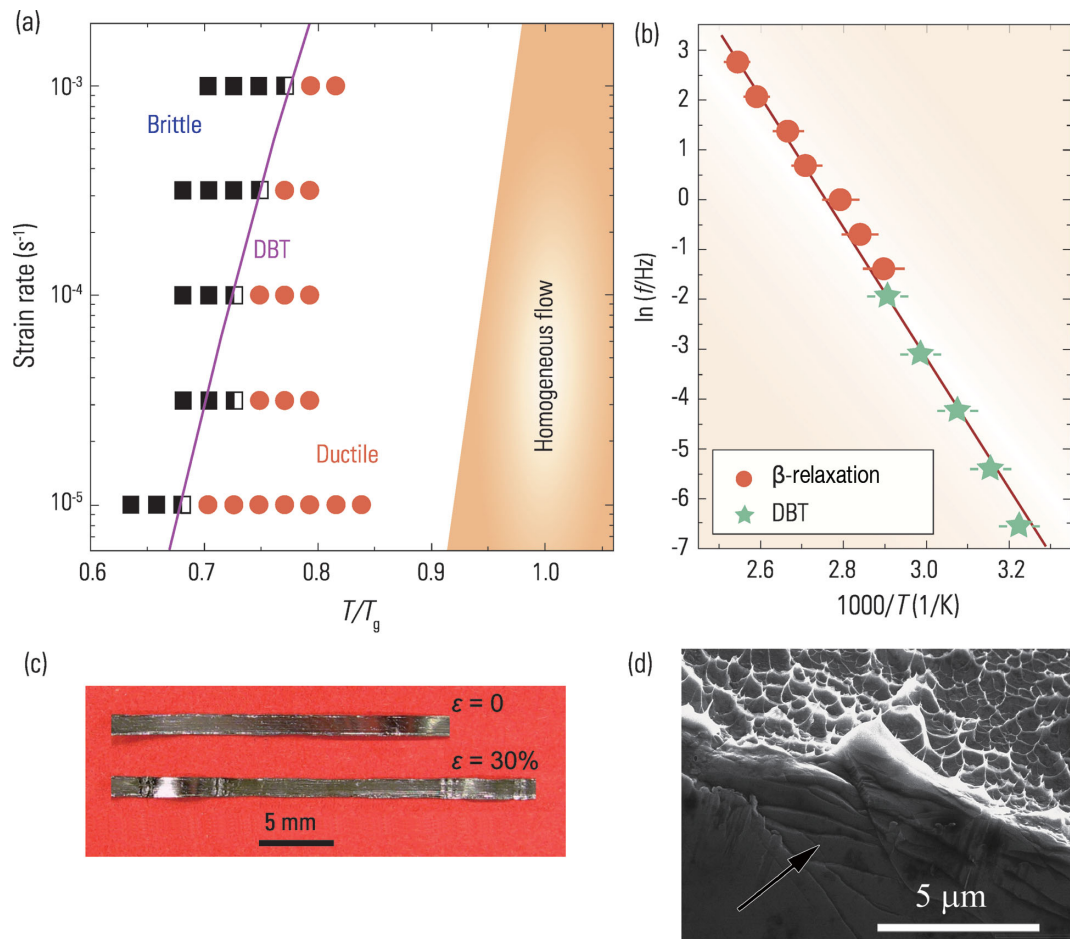 (a)
Strain rate (s⁻¹)
10⁻³
10⁻⁴
10⁻⁵
Brittle
DBT
Ductile
Homogeneous flow
0.6 0.7 0.8 0.9 1.0
T/Tg
(b)
ln (f/Hz)
3
2
1
0
-1
-2
-3
-4
-5
-6
-7
β-relaxation
DBT
2.6 2.8 3.0 3.2
1000/T (1/K)
(c)
ε = 0
ε = 30%
5 mm
(d)
5 μm